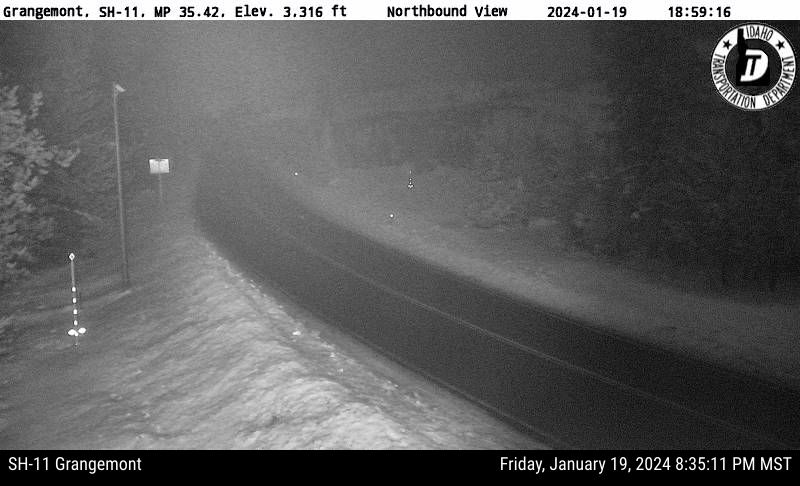 Grangemont, SH-11, MP 35.42, Elev. 3,316 ft Northbound View 2024-01-19 18:59:16
IDAHO
TRANSPORTATION DEPARTMENT
SH-11 Grangemont Friday, January 19, 2024 8:35:11 PM MST